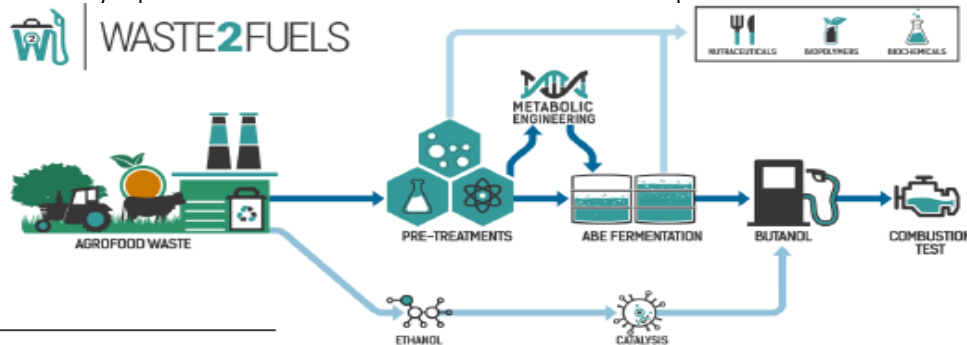 WASTE2FUELS
NUTRACEUTICALS
BIOPOLYMERS
BIOCHEMICALS
METABOLIC
ENGINEERING
AGROFOOD WASTE
PRE-TREATMENTS
ABE FERMENTATION
BUTANOL
COMBUSTION
TEST
ETHANOL
CATALYSIS